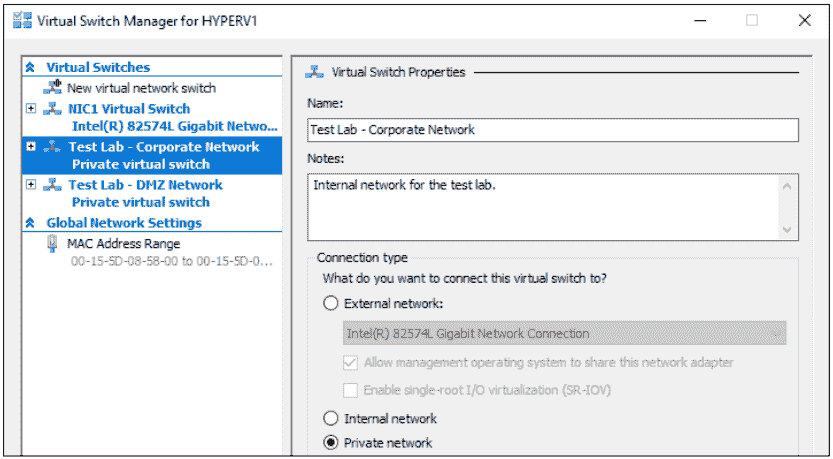 Virtual Switch Manager for HYPERV1
Virtual Switches
New virtual network switch
NIC1 Virtual Switch
Intel(R) 82574L Gigabit Netwo...
Test Lab - Corporate Network
Private virtual switch
Test Lab - DMZ Network
Private virtual switch
Global Network Settings
MAC Address Range
00-15-5D-08-58-00 to 00-15-5D-0...
Virtual Switch Properties
Name:
Test Lab - Corporate Network
Notes:
Internal network for the test lab.
Connection type
What do you want to connect this virtual switch to?
External network:
Intel(R) 82574L Gigabit Network Connection
Allow management operating system to share this network adapter
Enable single-root I/O virtualization (SR-IOV)
Internal network
Private network